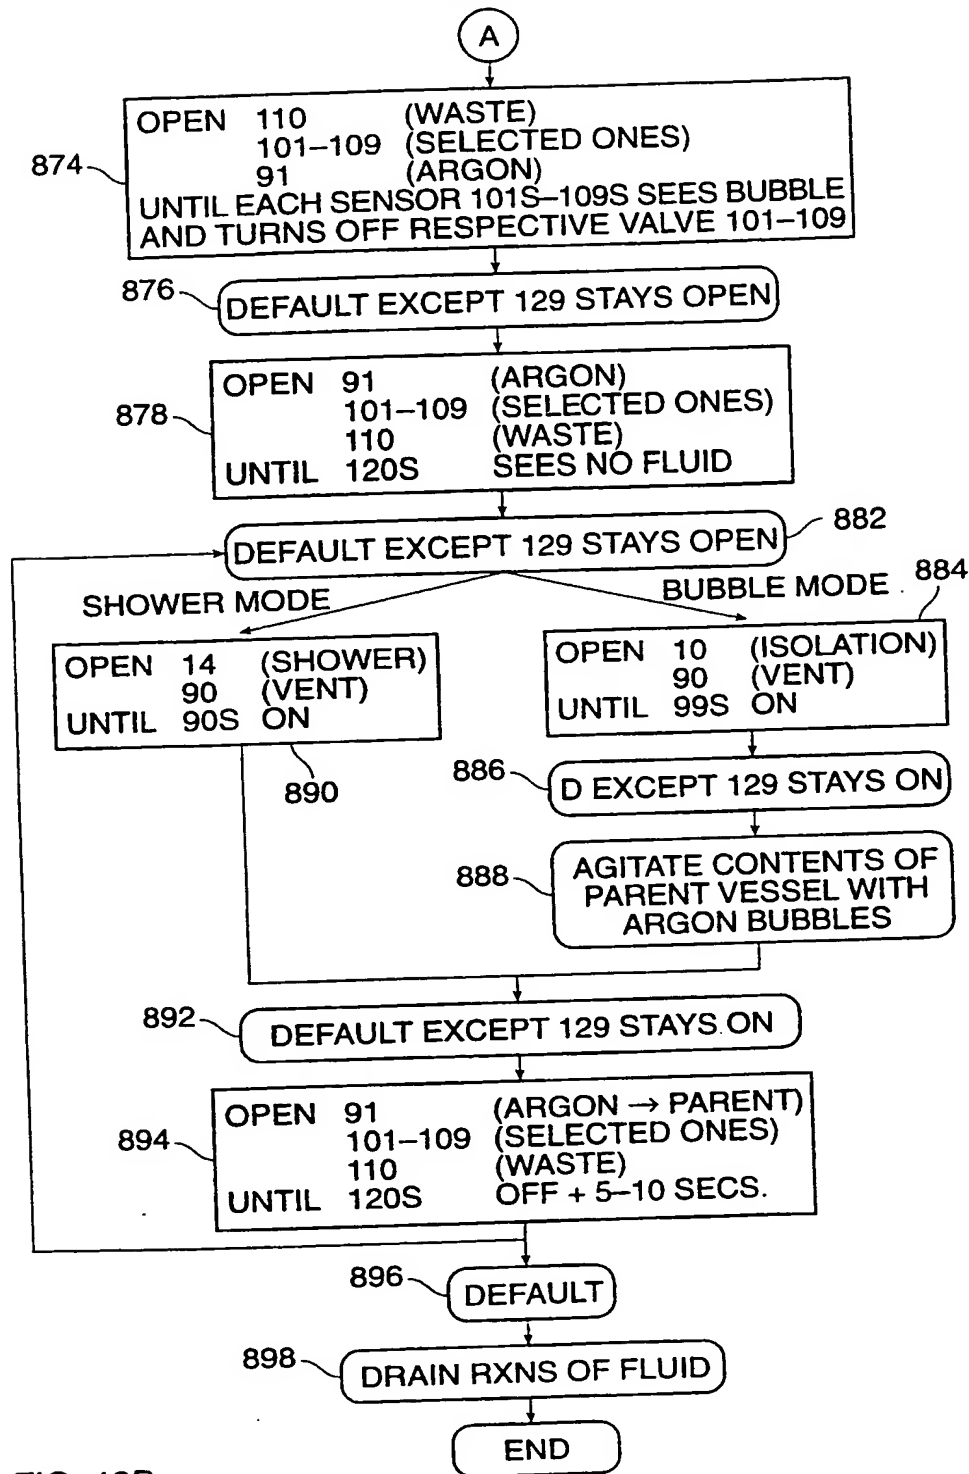 A
OPEN 110 (WASTE)
101–109 (SELECTED ONES)
91 (ARGON)
UNTIL EACH SENSOR 101S–109S SEES BUBBLE
AND TURNS OFF RESPECTIVE VALVE 101–109
874
876
DEFAULT EXCEPT 129 STAYS OPEN
OPEN 91 (ARGON)
101–109 (SELECTED ONES)
110 (WASTE)
UNTIL 120S SEES NO FLUID
878
882
DEFAULT EXCEPT 129 STAYS OPEN
SHOWER MODE
BUBBLE MODE
884
OPEN 14 (SHOWER)
90 (VENT)
UNTIL 90S ON
890
OPEN 10 (ISOLATION)
90 (VENT)
UNTIL 99S ON
886
D EXCEPT 129 STAYS ON
888
AGITATE CONTENTS OF
PARENT VESSEL WITH
ARGON BUBBLES
892
DEFAULT EXCEPT 129 STAYS ON
OPEN 91 (ARGON → PARENT)
101–109 (SELECTED ONES)
110 (WASTE)
UNTIL 120S OFF + 5–10 SECS.
894
896
DEFAULT
898
DRAIN RXNS OF FLUID
END